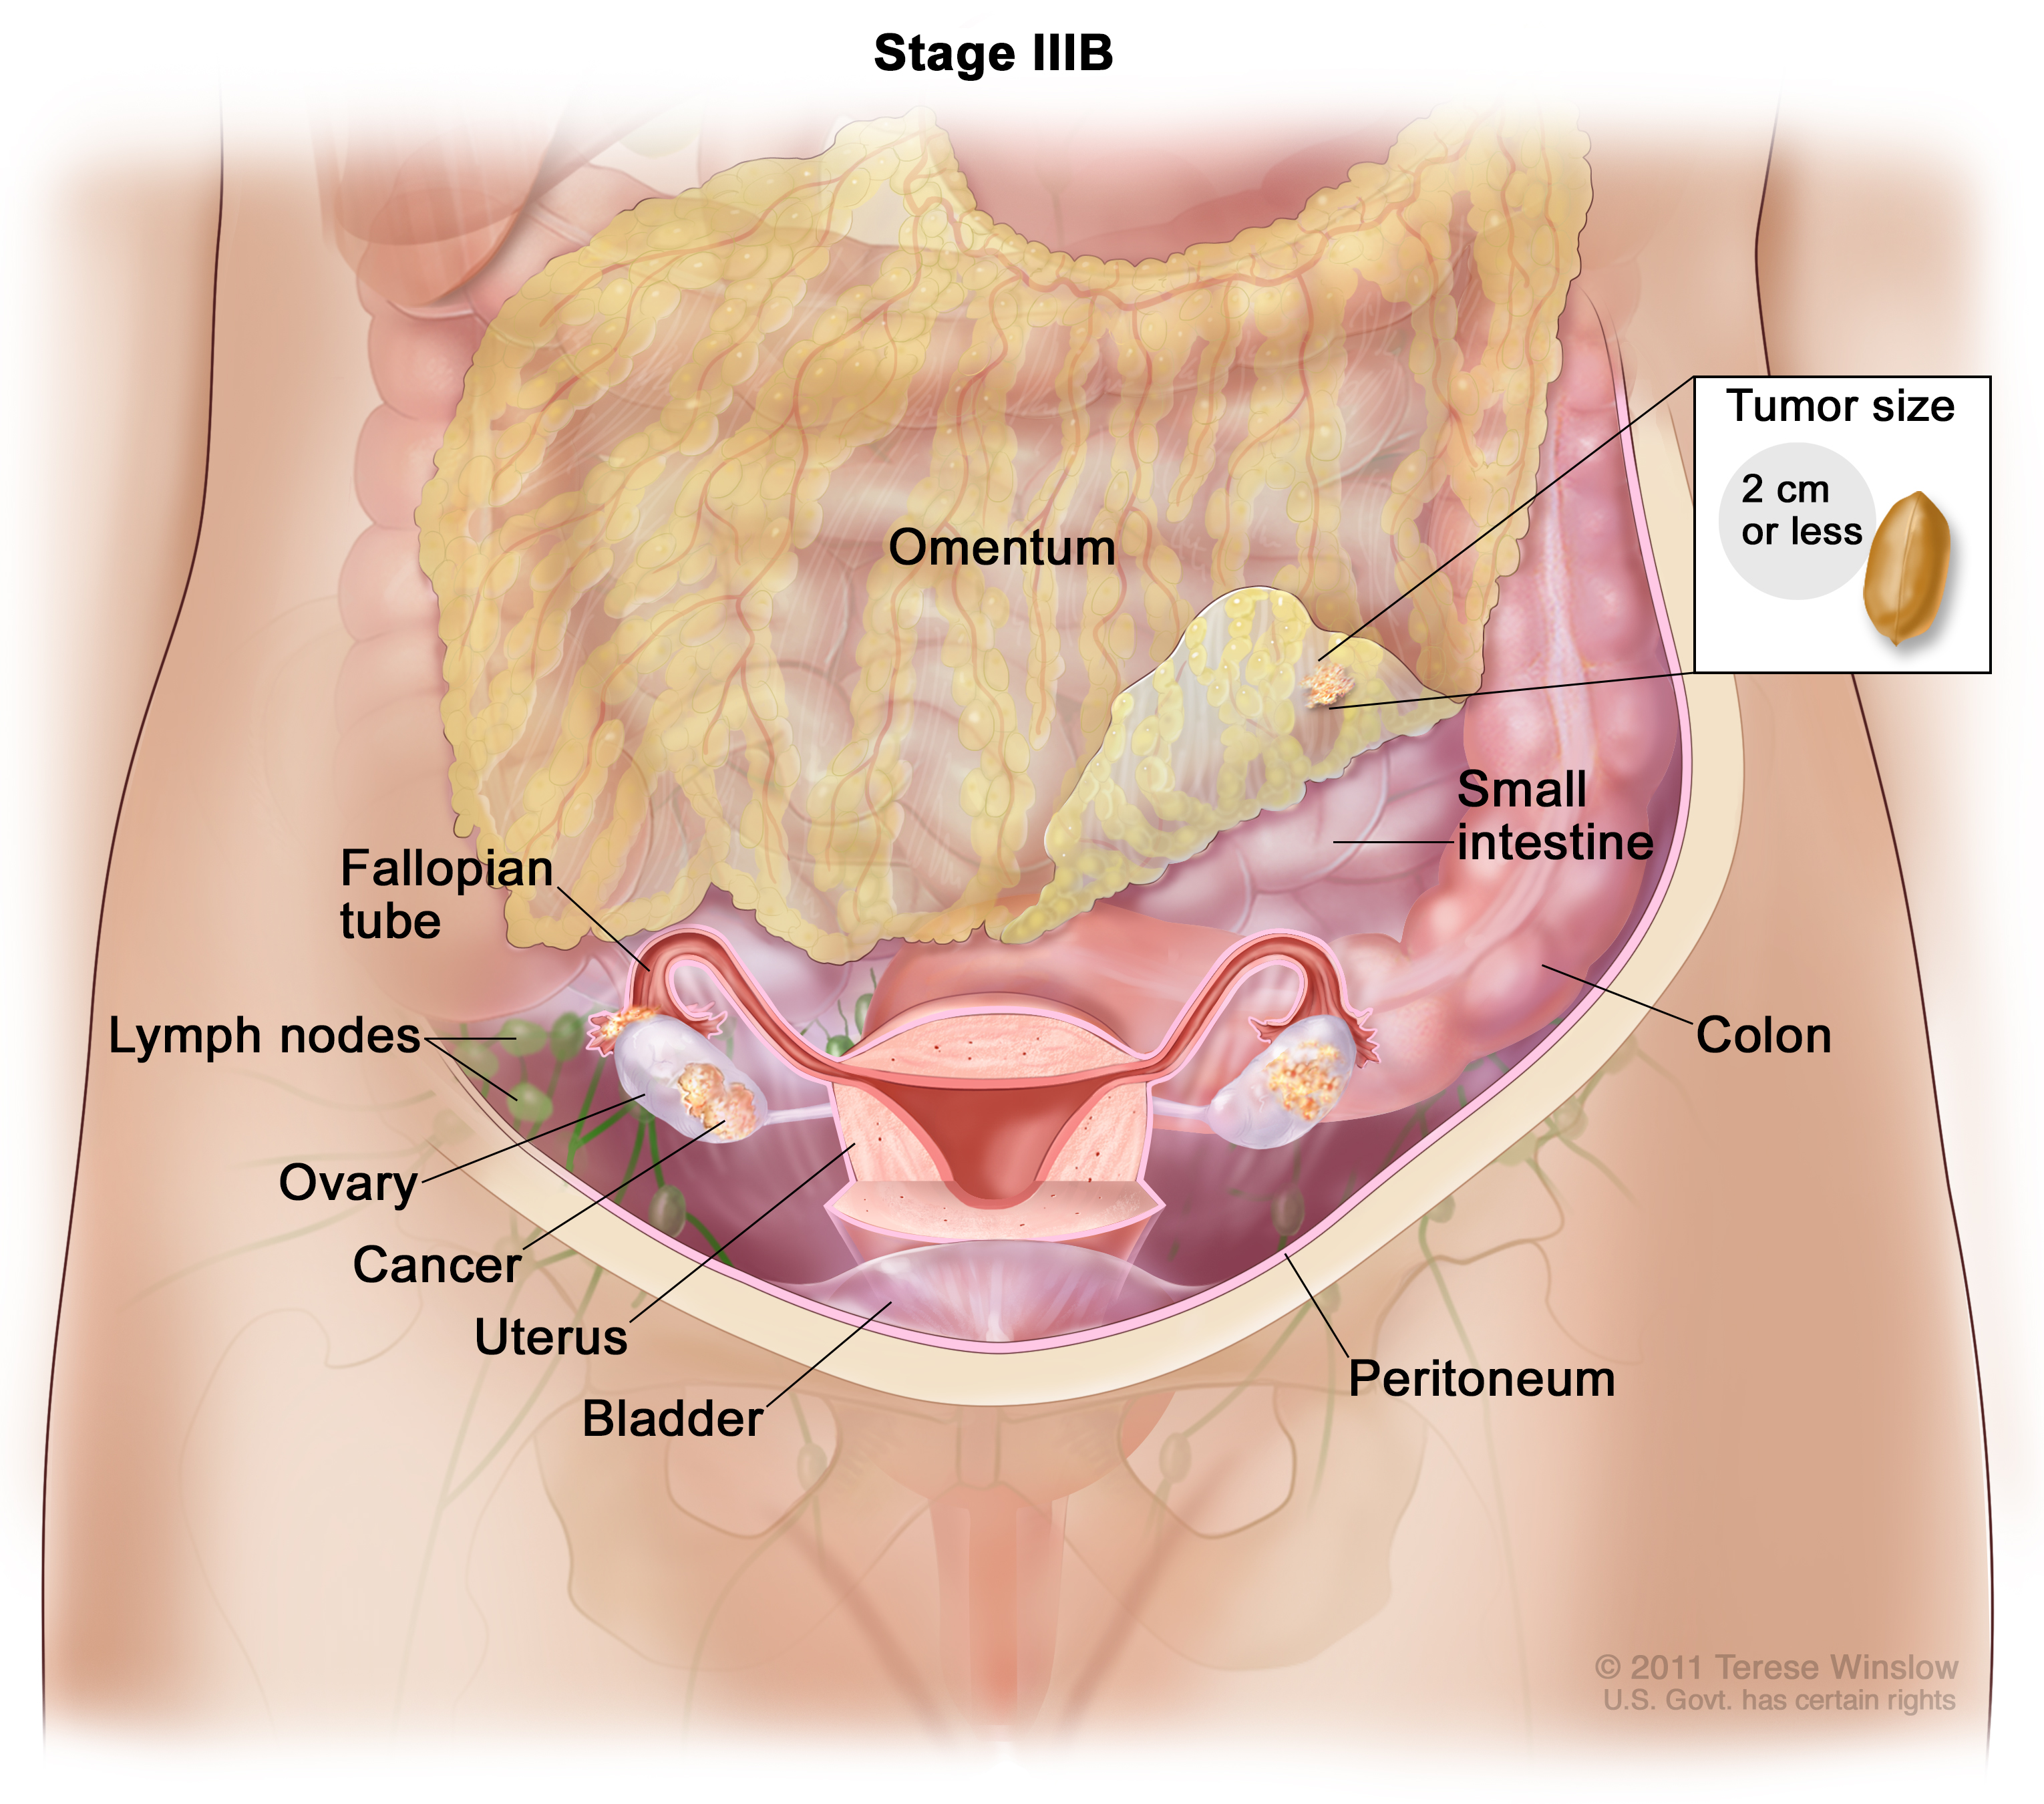 Stage IIIB
Tumor size
2 cm
or less
Omentum
Small
intestine
Fallopian
tube
Lymph nodes
Colon
Ovary
Cancer
Uterus
Peritoneum
Bladder
© 2011 Terese Winslow
U.S. Govt. has certain rights